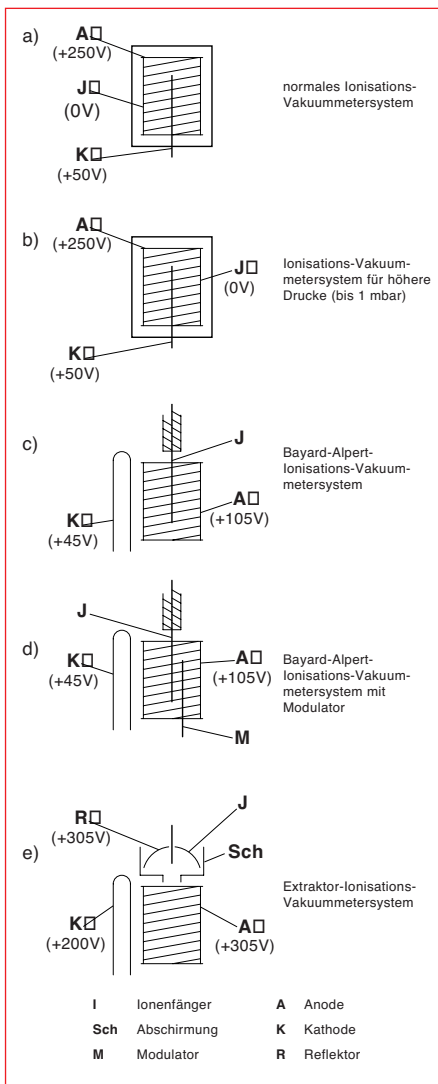 a)
A□
(+250V)
J□
(0V)
K□
(+50V)
normales Ionisations-
Vakuummetersystem
b)
A□
(+250V)
J□
(0V)
K□
(+50V)
Ionisations-Vakuum-
metersystem für höhere
Drucke (bis 1 mbar)
c)
J
K□
(+45V)
A□
(+105V)
Bayard-Alpert-
Ionisations-Vakuum-
metersystem
d)
J
K□
(+45V)
A□
(+105V)
M
Bayard-Alpert-
Ionisations-Vakuum-
metersystem mit
Modulator
e)
R□
(+305V)
J
Sch
K□
(+200V)
A□
(+305V)
Extraktor-Ionisations-
Vakuummetersystem
I Ionenfänger A Anode
Sch Abschirmung K Kathode
M Modulator R Reflektor